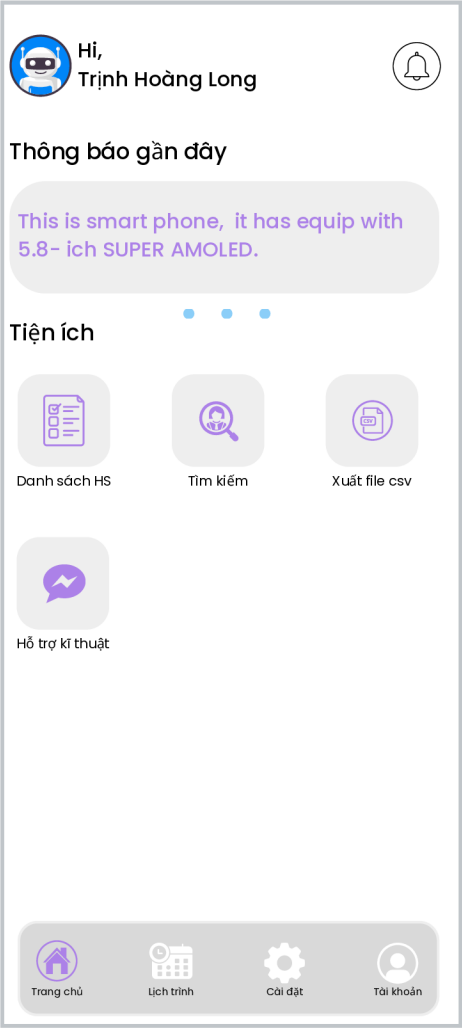 Hi,
Trịnh Hoàng Long
Thông báo gần đây
This is smart phone,  it has equip with
5.8- ich SUPER AMOLED.
Tiện ích
CSV
Danh sách HS
Tìm kiếm
Xuất file csv
Hỗ trợ kĩ thuật
Trang chủ
Lịch trình
Cài đặt
Tài khoản